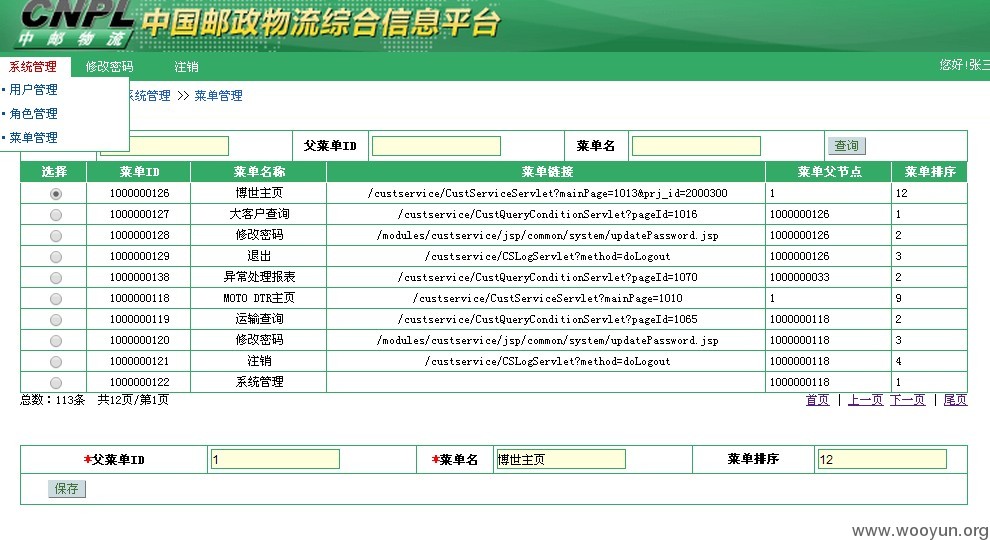 CNPL 中国邮政物流综合信息平台
中邮物流
系统管理 修改密码 注销 您好!张三
用户管理
系统管理 >> 菜单管理
角色管理
菜单管理
父菜单ID 菜单名 查询
选择 菜单ID 菜单名称 菜单链接 菜单父节点 菜单排序
1000000126 博世主页 /custservice/CustServiceServlet?mainPage=1013&prj_id=2000300 1 12
1000000127 大客户查询 /custservice/CustQueryConditionServlet?pageId=1016 1000000126 1
1000000128 修改密码 /modules/custservice/jsp/common/system/updatePassword.jsp 1000000126 2
1000000129 退出 /custservice/CSLogServlet?method=doLogout 1000000126 3
1000000138 异常处理报表 /custservice/CustQueryConditionServlet?pageId=1070 1000000033 2
1000000118 MOTO DTR主页 /custservice/CustServiceServlet?mainPage=1010 1 9
1000000119 运输查询 /custservice/CustQueryConditionServlet?pageId=1065 1000000118 2
1000000120 修改密码 /modules/custservice/jsp/common/system/updatePassword.jsp 1000000118 3
1000000121 注销 /custservice/CSLogServlet?method=doLogout 1000000118 4
1000000122 系统管理 1000000118 1
总数：113条 共12页/第1页 首页 | 上一页 下一页 | 尾页
*父菜单ID 1 *菜单名 博世主页 菜单排序 12
保存
www.wooyun.org